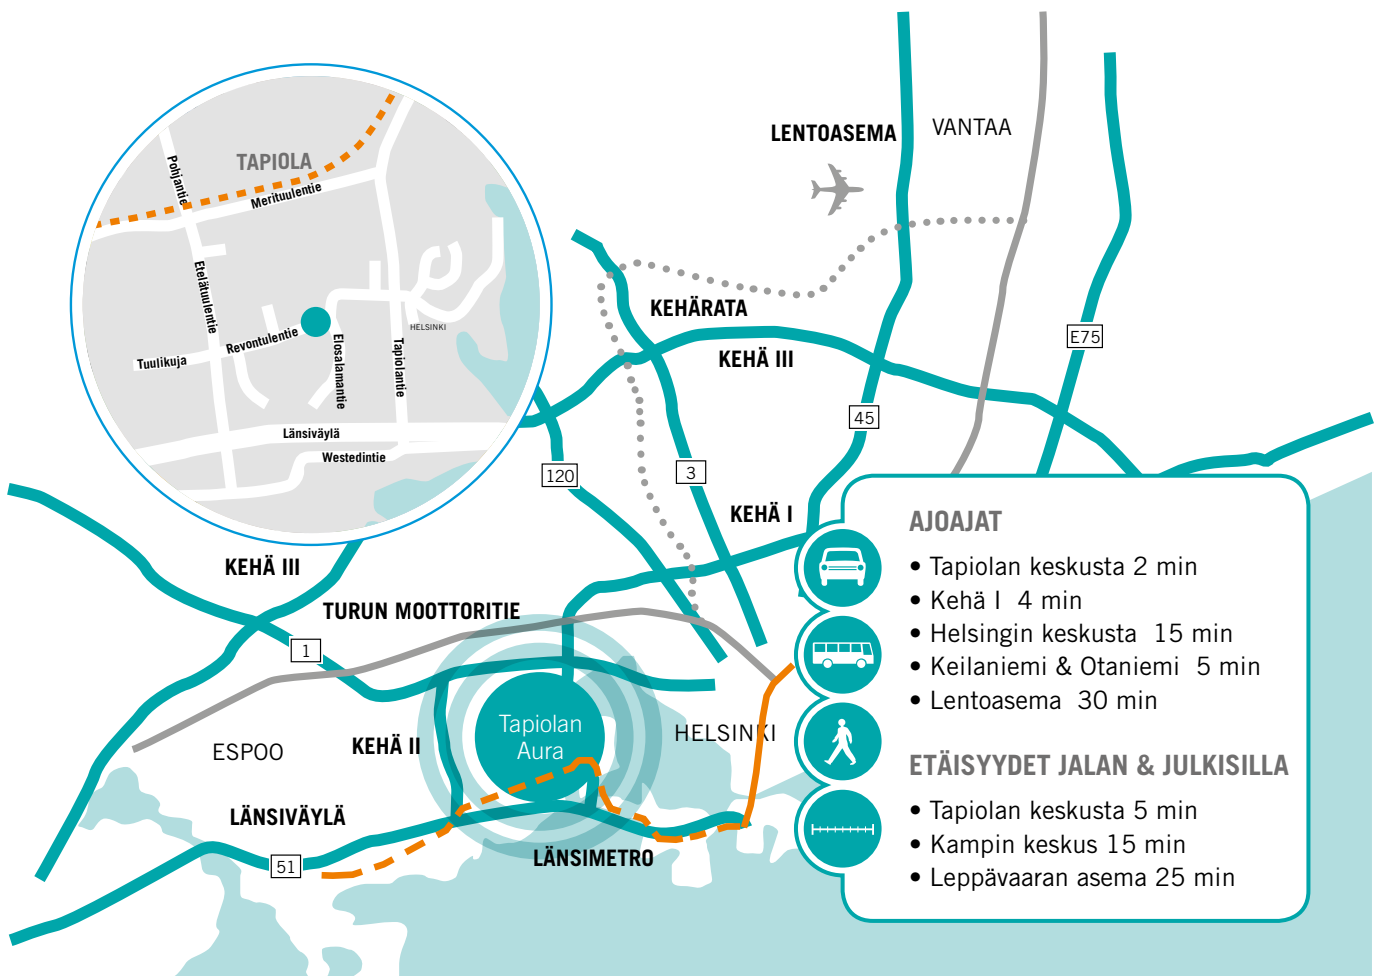 LENTOASEMA
VANTAA
TAPIOLA
Pohjantie
Merituulentie
Etelätuulentie
HELSINKI
Revontulentie
Tuulikuja
Elosalamantie
Tapiolantie
Länsiväylä
Westedintie
KEHÄRATA
KEHÄ III
E75
45
120
3
KEHÄ I
KEHÄ III
TURUN MOOTTORITIE
1
Tapiolan
Aura
HELSINKI
ESPOO
KEHÄ II
LÄNSIVÄYLÄ
51
LÄNSIMETRO
AJOAJAT
• Tapiolan keskusta 2 min
• Kehä I 4 min
• Helsingin keskusta 15 min
• Keilaniemi & Otaniemi 5 min
• Lentoasema 30 min
ETÄISYYDET JALAN & JULKISILLA
• Tapiolan keskusta 5 min
• Kampin keskus 15 min
• Leppävaaran asema 25 min